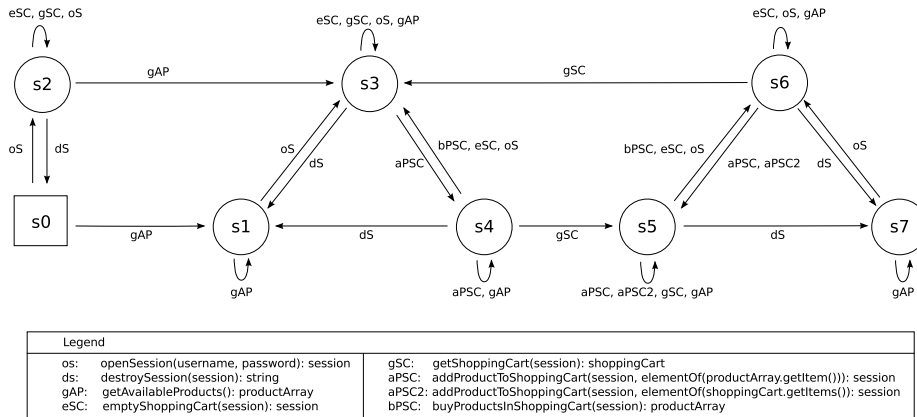 eSC, gSC, oS
eSC, gSC, oS, gAP
eSC, oS, gAP
s2
gAP
s3
gSC
s6
oS
dS
oS
dS
aPSC
bPSC, eSC, oS
bPSC, eSC, oS
aPSC, aPSC2
dS
oS
s0
gAP
s1
dS
s4
gSC
s5
dS
s7
gAP
aPSC, gAP
aPSC, aPSC2, gSC, gAP
gAP
Legend
os: openSession(username, password): session
ds: destroySession(session): string
gAP: getAvailableProducts(): productArray
eSC: emptyShoppingCart(session): session
gSC: getShoppingCart(session): shoppingCart
aPSC: addProductToShoppingCart(session, elementOf(productArray.getItem())): session
aPSC2: addProductToShoppingCart(session, elementOf(shoppingCart.getItems()): session
bPSC: buyProductsInShoppingCart(session): productArray